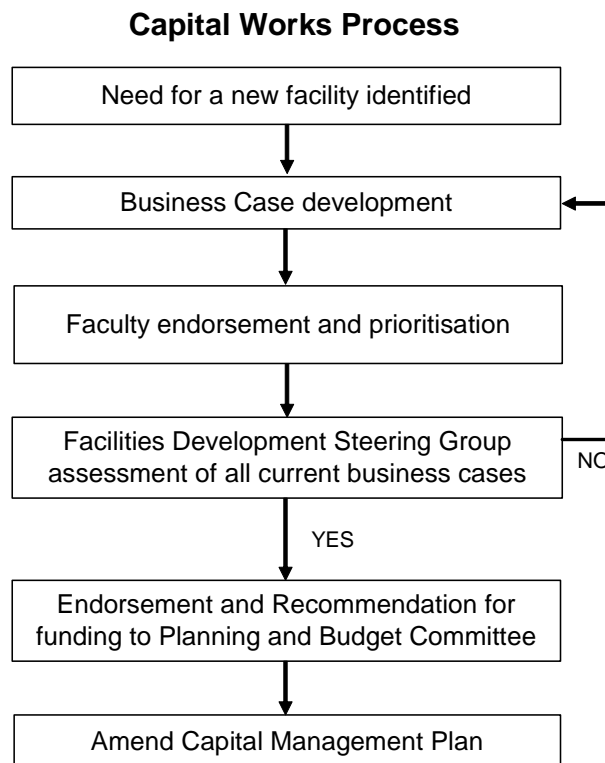 Capital Works Process
Need for a new facility identified
Business Case development
Faculty endorsement and prioritisation
Facilities Development Steering Group
assessment of all current business cases
NO
YES
Endorsement and Recommendation for
funding to Planning and Budget Committee
Amend Capital Management Plan